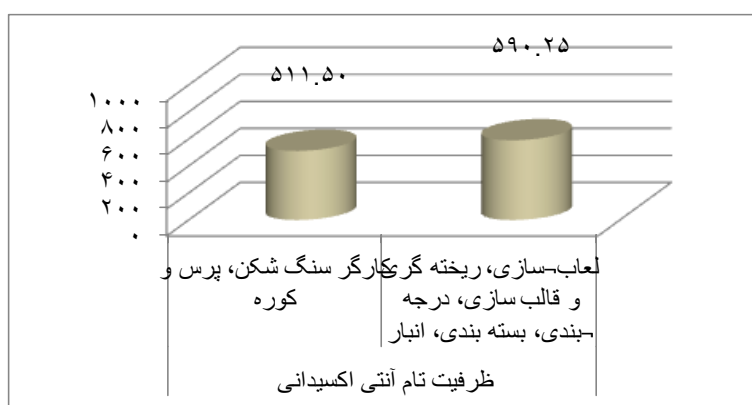 ۵۹۰.۲۵
۵۱۱.۵۰
۱۰۰۰
۸۰۰
۶۰۰
۴۰۰
۲۰۰
۰
کارگر سنگ شکن، پرس و
کوره
لعاب¬سازی، ریخته گری
و قالب سازی، درجه
¬بندی، بسته بندی، انبار
ظرفیت تام آنتی اکسیدانی